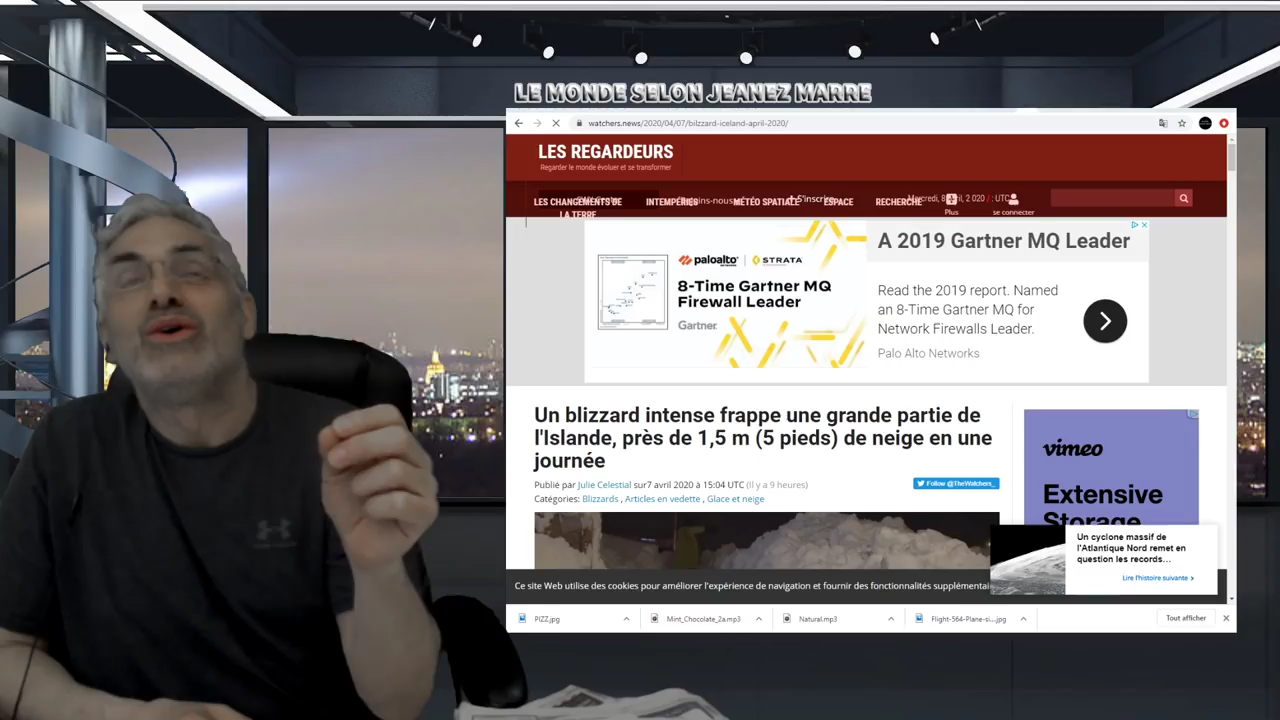 LE MONDE SELON JEANEZ MARRE
watchers.news/2020/04/07/bilzzard-iceland-april-2020/
LES REGARDEURS
Regarder le monde évoluer et se transformer
LES CHANGEMENTS DE LA TERRE
INTEMPÉRIES
MÉTÉO SPATIALE
S'inscrire
ESPACE
RECHERCHE
Plus
se connecter
A 2019 Gartner MQ Leader
paloalto STRATA
8-Time Gartner MQ
Firewall Leader
Gartner
Read the 2019 report. Named
an 8-Time Gartner MQ for
Network Firewalls Leader.
Palo Alto Networks
Un blizzard intense frappe une grande partie de
l'Islande, près de 1,5 m (5 pieds) de neige en une
journée
Publié par Julie Celestial sur7 avril 2020 à 15:04 UTC (Il y a 9 heures)
Catégories: Blizzards , Articles en vedette , Glace et neige
Follow @TheWatchers_
vimeo
Extensive
Storage
Un cyclone massif de
l'Atlantique Nord remet en
question les records…
Lire l'histoire suivante >
Ce site Web utilise des cookies pour améliorer l'expérience de navigation et fournir des fonctionnalités
PIZZ.jpg
Mint_Chocolate_2a.mp3
Natural.mp3
Flight-564-Plane-si....jpg
Tout afficher